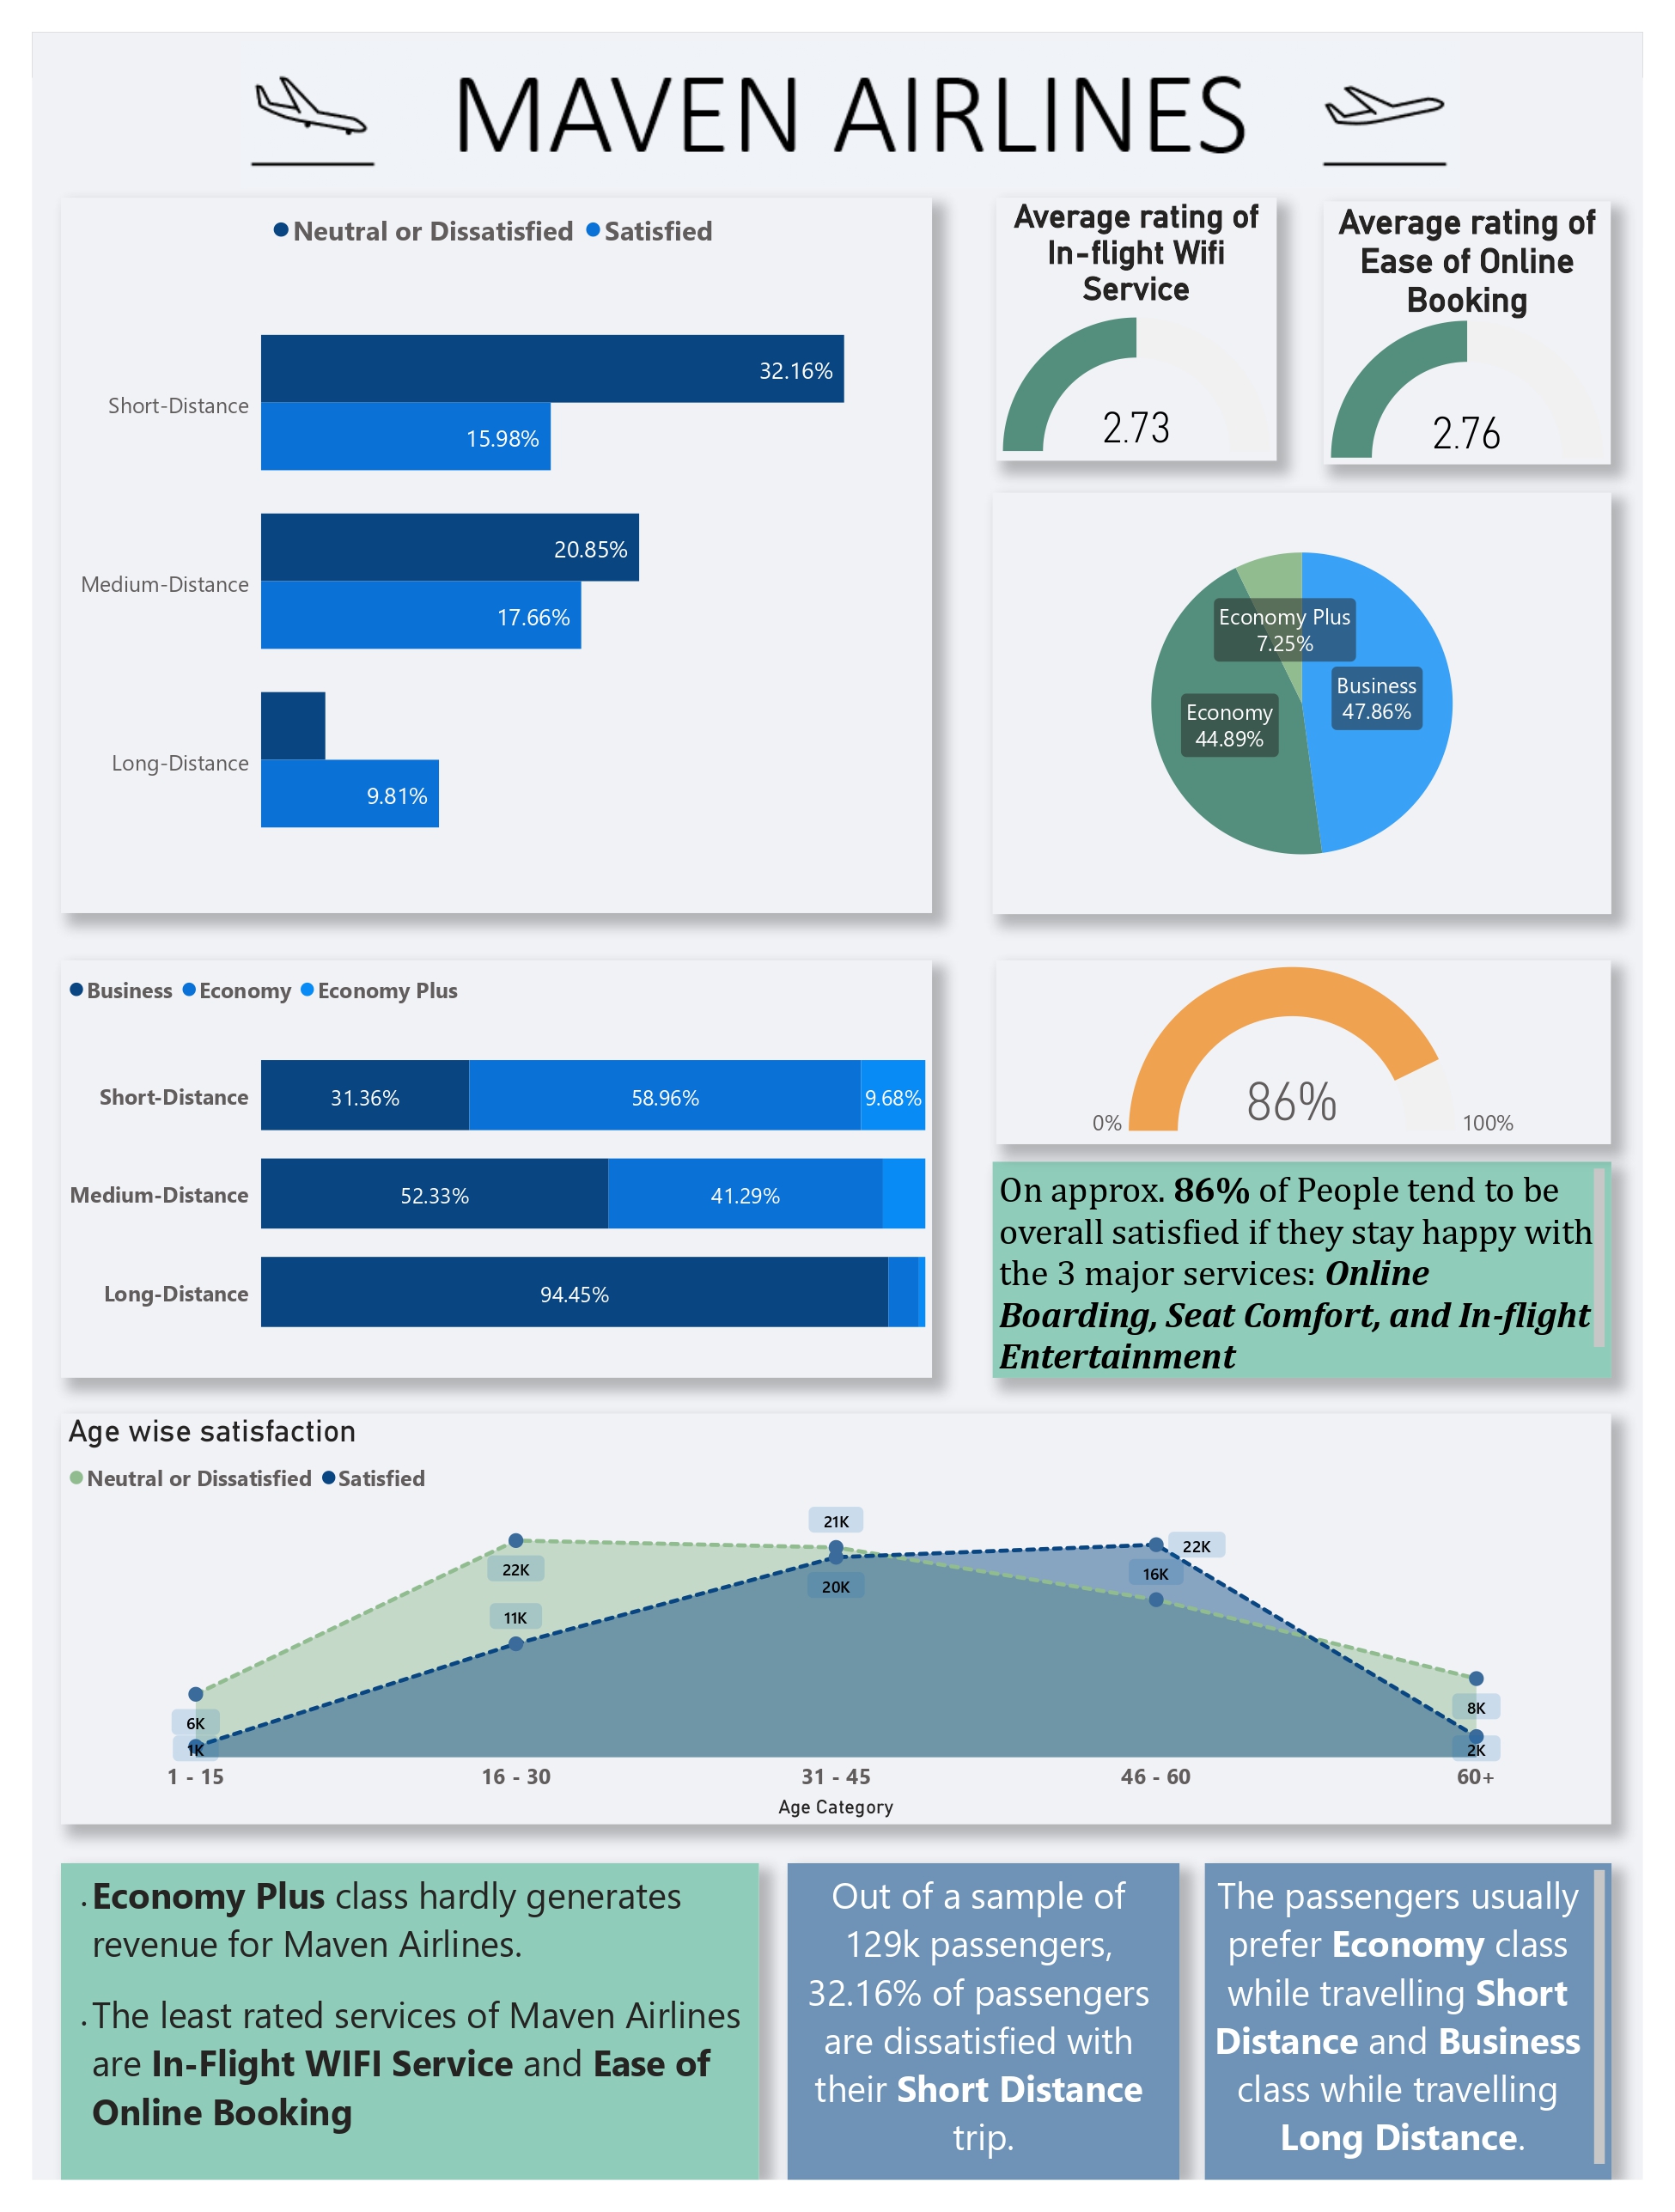 MAVEN AIRLINES
Neutral or Dissatisfied Satisfied
Short-Distance
32.16%
15.98%
Medium-Distance
20.85%
17.66%
Long-Distance
9.81%
Average rating of
In-flight Wifi
Service
2.73
Average rating of
Ease of Online
Booking
2.76
Economy Plus
7.25%
Business
47.86%
Economy
44.89%
Business Economy Economy Plus
Short-Distance 31.36% 58.96% 9.68%
Medium-Distance 52.33% 41.29%
Long-Distance 94.45%
86%
0% 100%
On approx. 86% of People tend to be
overall satisfied if they stay happy with
the 3 major services: Online
Boarding, Seat Comfort, and In-flight
Entertainment
Age wise satisfaction
Neutral or Dissatisfied Satisfied
21K
22K
22K
16K
20K
11K
8K
6K
1K
2K
1 - 15 16 - 30 31 - 45 46 - 60 60+
Age Category
. Economy Plus class hardly generates
revenue for Maven Airlines.
. The least rated services of Maven Airlines
are In-Flight WIFI Service and Ease of
Online Booking
Out of a sample of
129k passengers,
32.16% of passengers
are dissatisfied with
their Short Distance
trip.
The passengers usually
prefer Economy class
while travelling Short
Distance and Business
class while travelling
Long Distance.